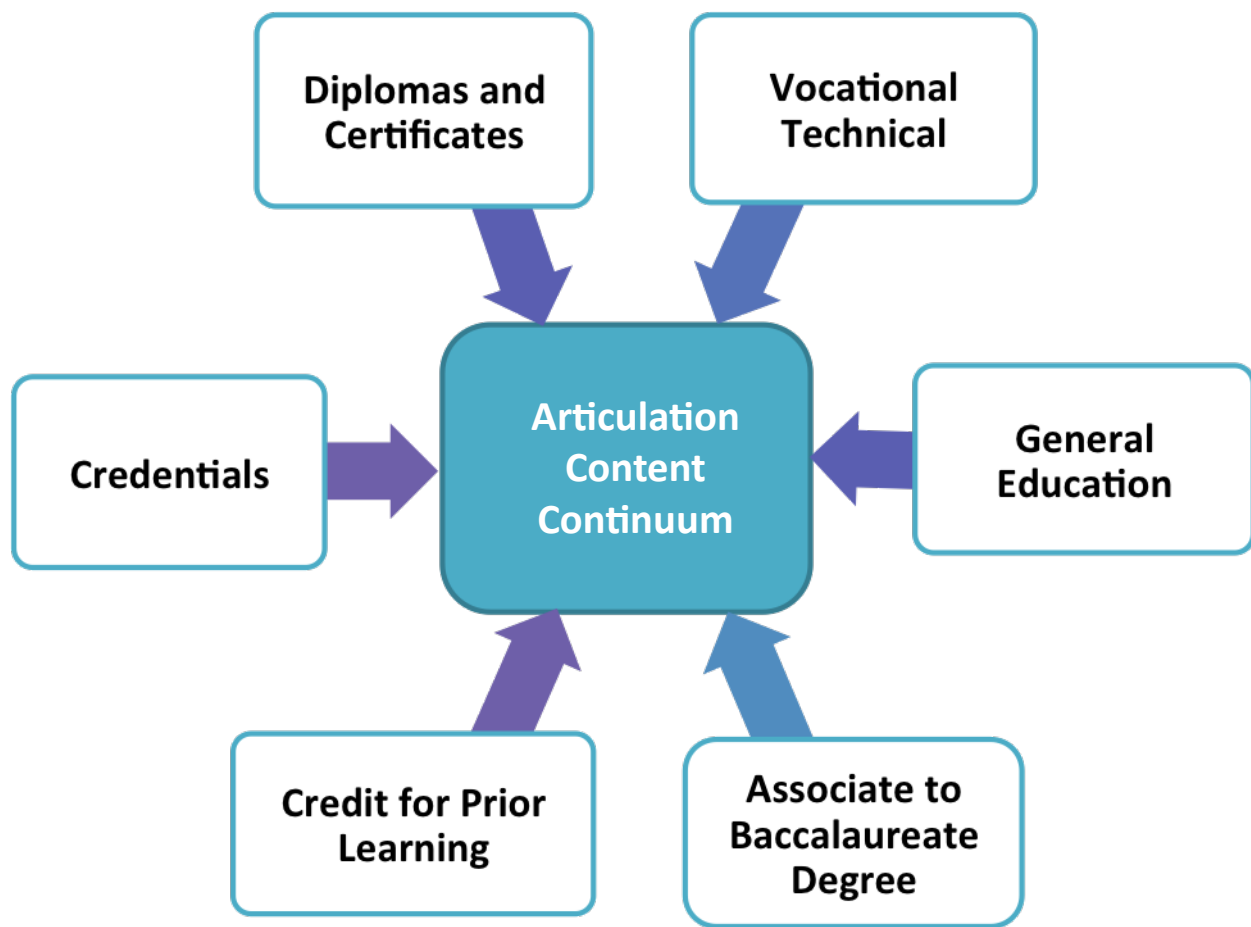 Diplomas and
Certificates
Vocational
Technical
Credentials
Articulation
Content
Continuum
General
Education
Credit for Prior
Learning
Associate to
Baccalaureate
Degree